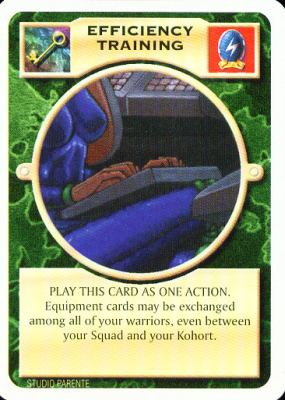 EFFICIENCY
TRAINING
PLAY THIS CARD AS ONE ACTION.
Equipment cards may be exchanged
among all of your warriors, even between
your Squad and your Kohort.
STUDIO PARENTE